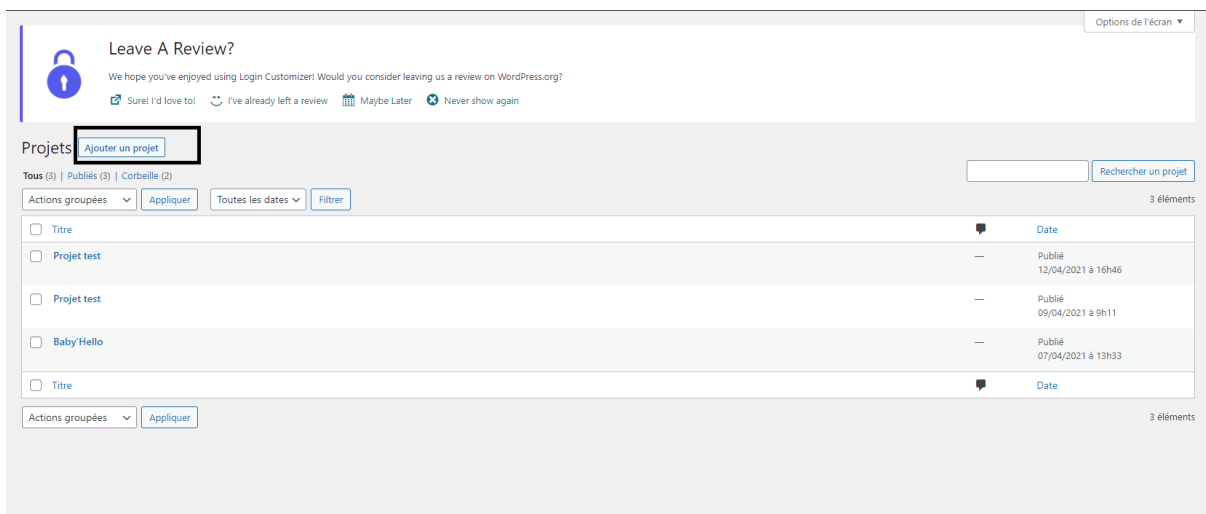 Options de l'écran ▼
Leave A Review?
We hope you've enjoyed using Login Customizer! Would you consider leaving us a review on WordPress.org?
Sure! I'd love to! I've already left a review Maybe Later Never show again
Projets Ajouter un projet
Tous (3) | Publiés (3) | Corbeille (2)
Rechercher un projet
Actions groupées Appliquer Toutes les dates Filtrer 3 éléments
Titre Date
Projet test — Publié
12/04/2021 à 16h46
Projet test — Publié
09/04/2021 à 9h11
Baby'Hello — Publié
07/04/2021 à 13h33
Titre Date
Actions groupées Appliquer 3 éléments